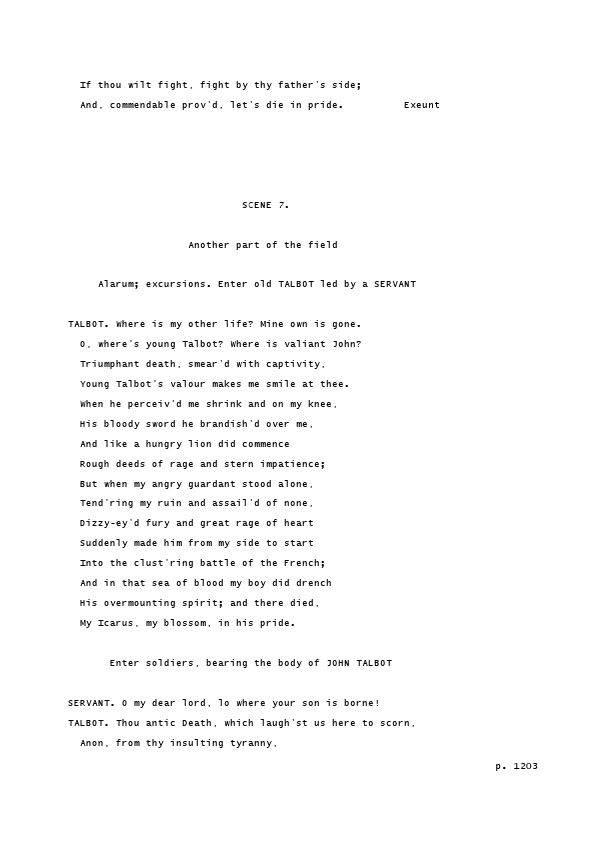 If thou wilt fight, fight by thy father's side;
And, commendable prov'd, let's die in pride. Exeunt
SCENE 7.
Another part of the field
Alarum; excursions. Enter old TALBOT led by a SERVANT
TALBOT. Where is my other life? Mine own is gone.
O, where's young Talbot? Where is valiant John?
Triumphant death, smear'd with captivity,
Young Talbot's valour makes me smile at thee.
When he perceiv'd me shrink and on my knee,
His bloody sword he brandish'd over me,
And like a hungry lion did commence
Rough deeds of rage and stern impatience;
But when my angry guardant stood alone,
Tend'ring my ruin and assail'd of none,
Dizzy-ey'd fury and great rage of heart
Suddenly made him from my side to start
Into the clust'ring battle of the French;
And in that sea of blood my boy did drench
His overmounting spirit; and there died,
My Icarus, my blossom, in his pride.
Enter soldiers, bearing the body of JOHN TALBOT
SERVANT. O my dear lord, lo where your son is borne!
TALBOT. Thou antic Death, which laugh'st us here to scorn,
Anon, from thy insulting tyranny,
p. 1203